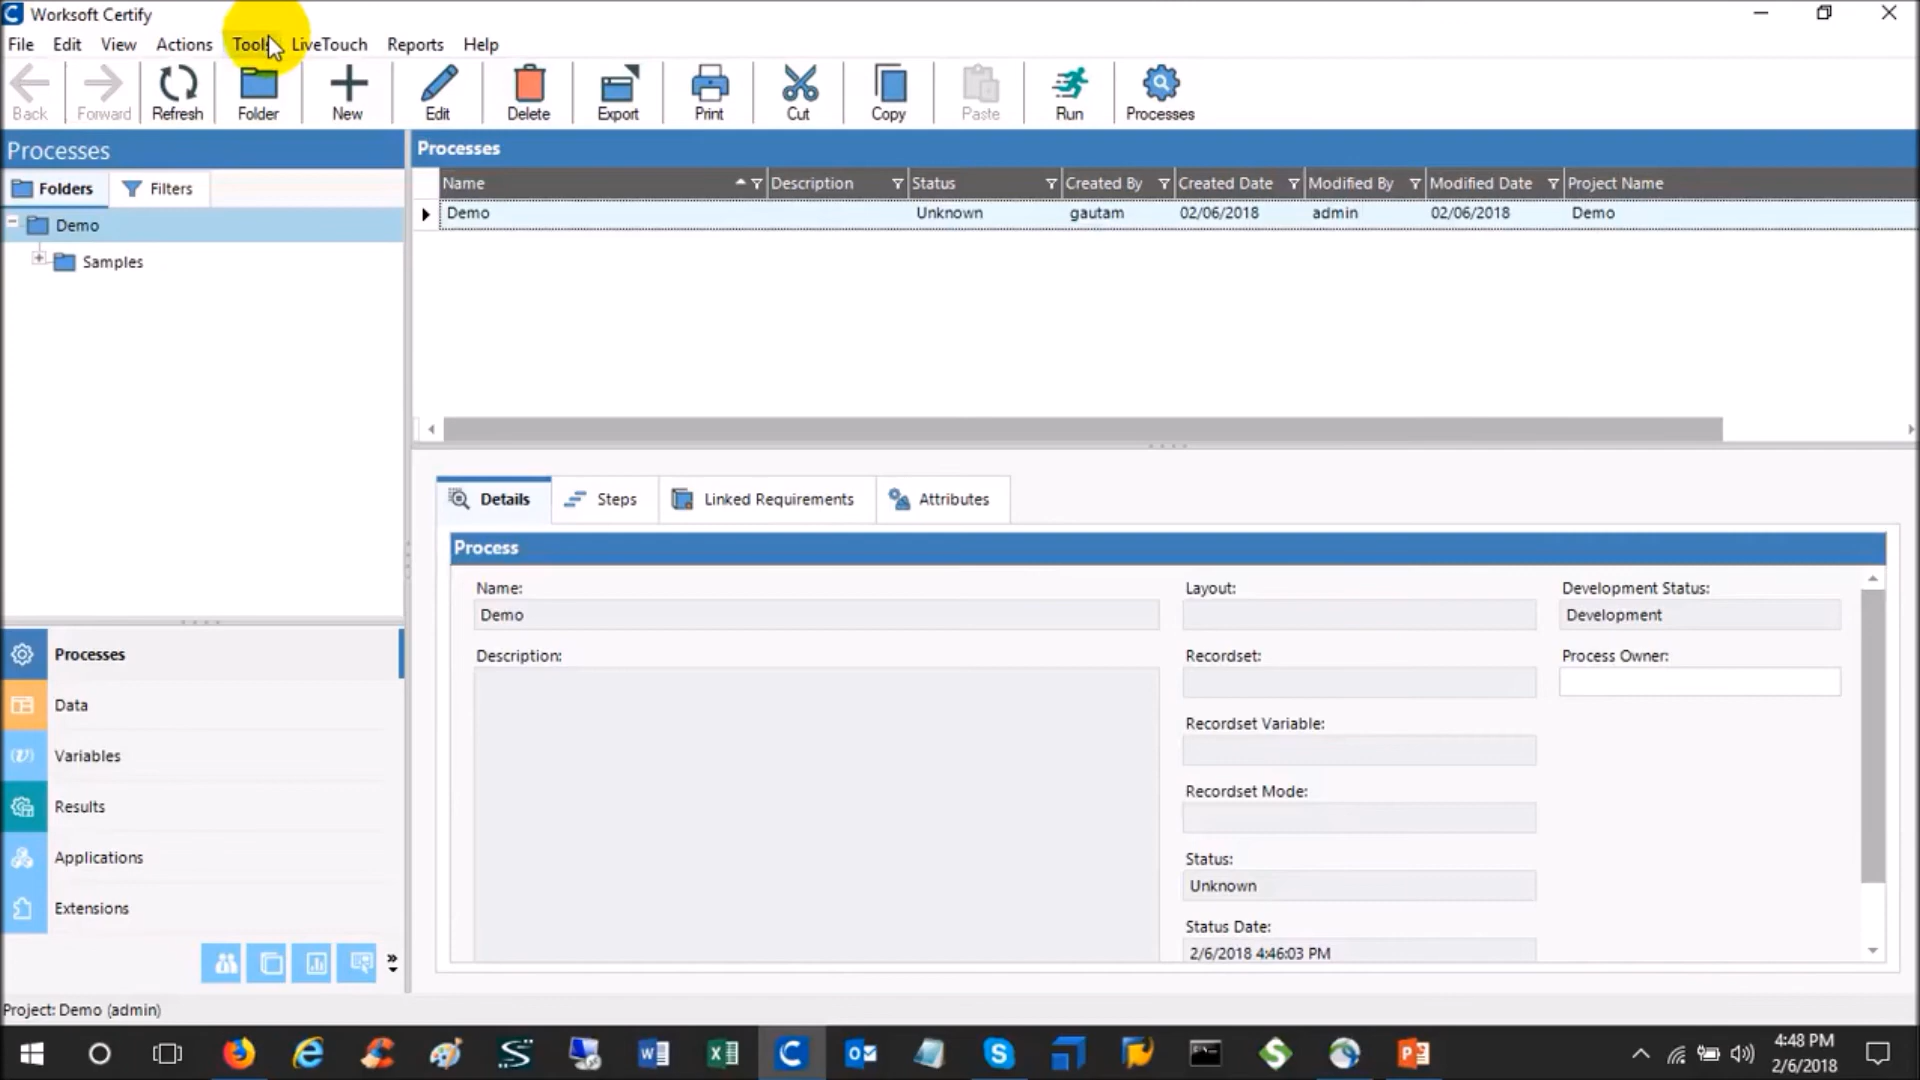 Worksoft Certify
File Edit View Actions Tools LiveTouch Reports Help
Back Forward Refresh Folder New Edit Delete Export Print Cut Copy Paste Run Processes
Processes
Folders Filters
Demo
Samples
Processes
Name Description Status Created By Created Date Modified By Modified Date Project Name
Demo Unknown gautam 02/06/2018 admin 02/06/2018 Demo
Details Steps Linked Requirements Attributes
Process
Name:
Demo
Description:
Layout:
Recordset:
Recordset Variable:
Recordset Mode:
Status:
Unknown
Status Date:
2/6/2018 4:46:03 PM
Development Status:
Development
Process Owner:
Processes
Data
Variables
Results
Applications
Extensions
Project: Demo (admin)
4:48 PM
2/6/2018